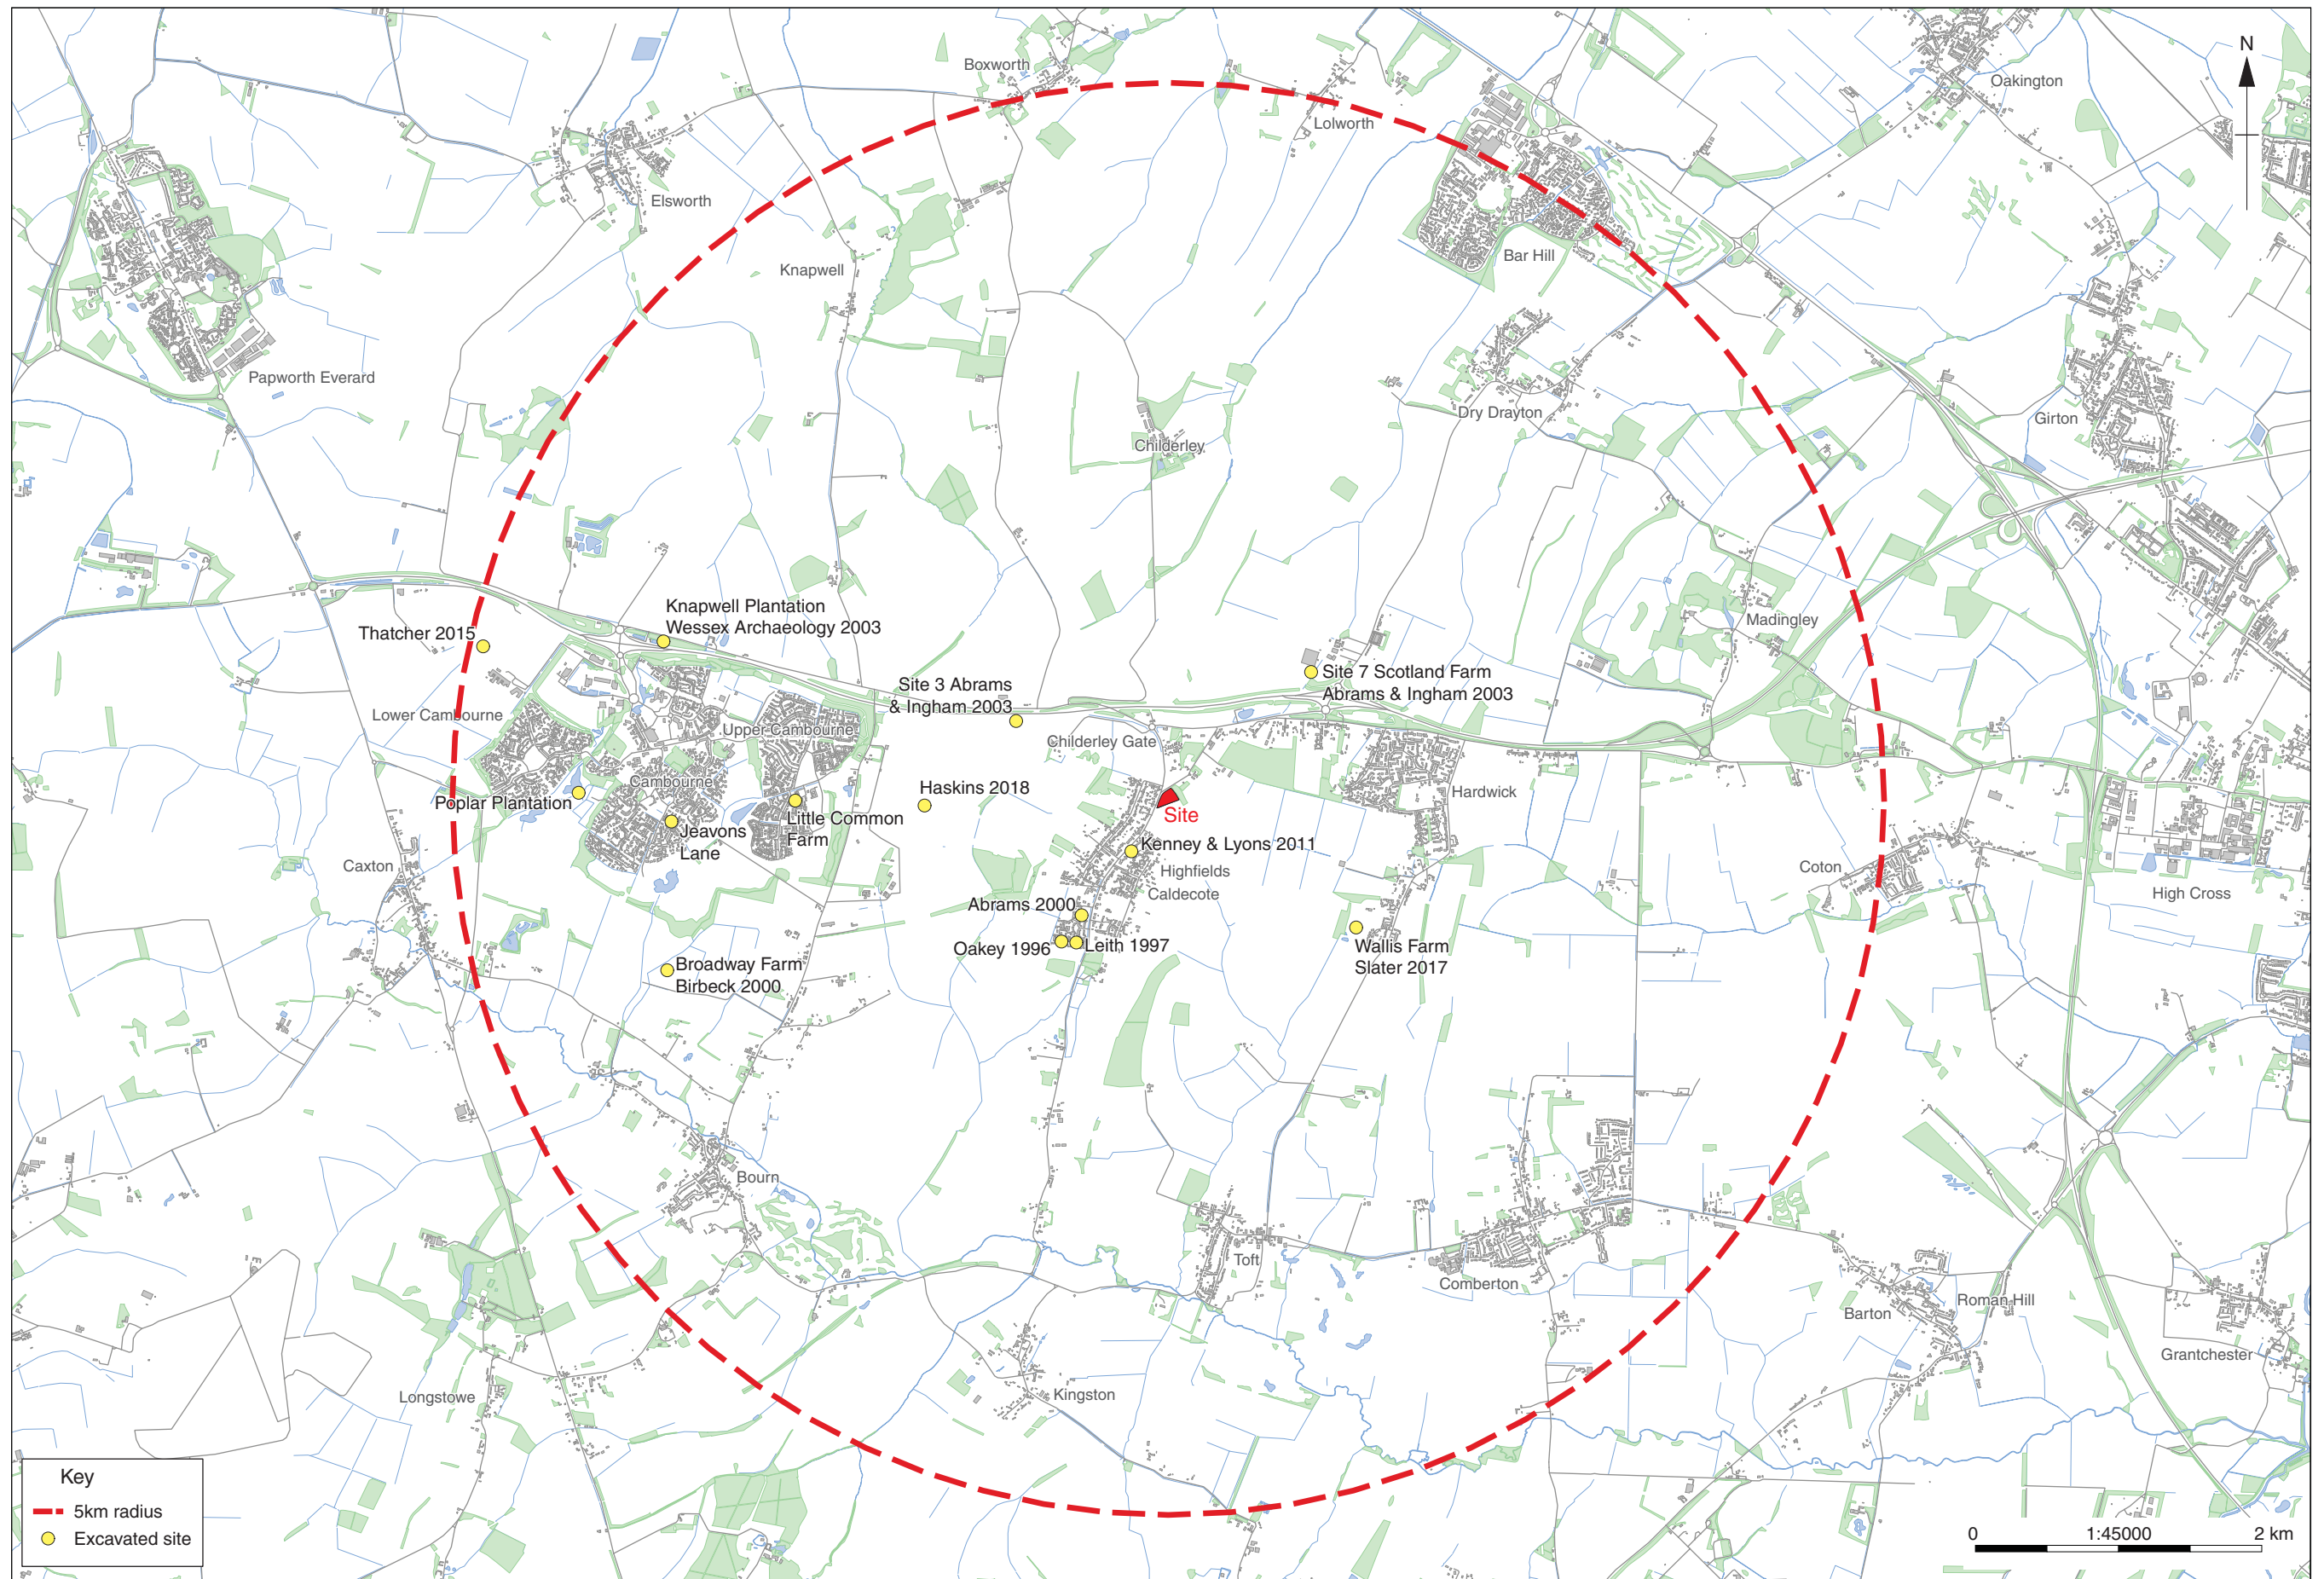 N
Boxworth
Oakington
Lolworth
Elsworth
Bar Hill
Knapwell
Papworth Everard
Dry Drayton
Girton
Childerley
Knapwell Plantation
Wessex Archaeology 2003
Thatcher 2015
Madingley
Site 7 Scotland Farm
Abrams & Ingham 2003
Site 3 Abrams
& Ingham 2003
Lower Cambourne
Upper Cambourne
Childerley Gate
Cambourne
Haskins 2018
Hardwick
Poplar Plantation
Site
Little Common
Farm
Jeavons
Lane
Kenney & Lyons 2011
Caxton
Highfields
Caldecote
Coton
High Cross
Abrams 2000
Oakey 1996
Leith 1997
Wallis Farm
Slater 2017
Broadway Farm
Birbeck 2000
Bourn
Toft
Comberton
Roman Hill
Barton
Grantchester
Longstowe
Kingston
Key
5km radius
Excavated site
0 1:45000 2 km